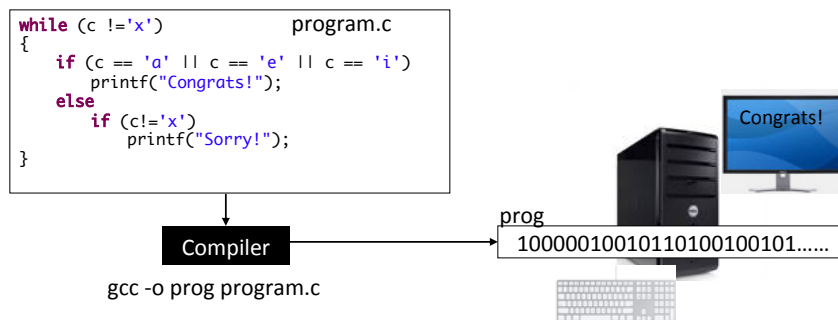 program.c
while (c !='x')
{
    if (c == 'a' || c == 'e' || c == 'i')
        printf("Congrats!");
    else
        if (c!='x')
            printf("Sorry!");
}
Congrats!
prog
Compiler
10000010010110100100101......
gcc -o prog program.c